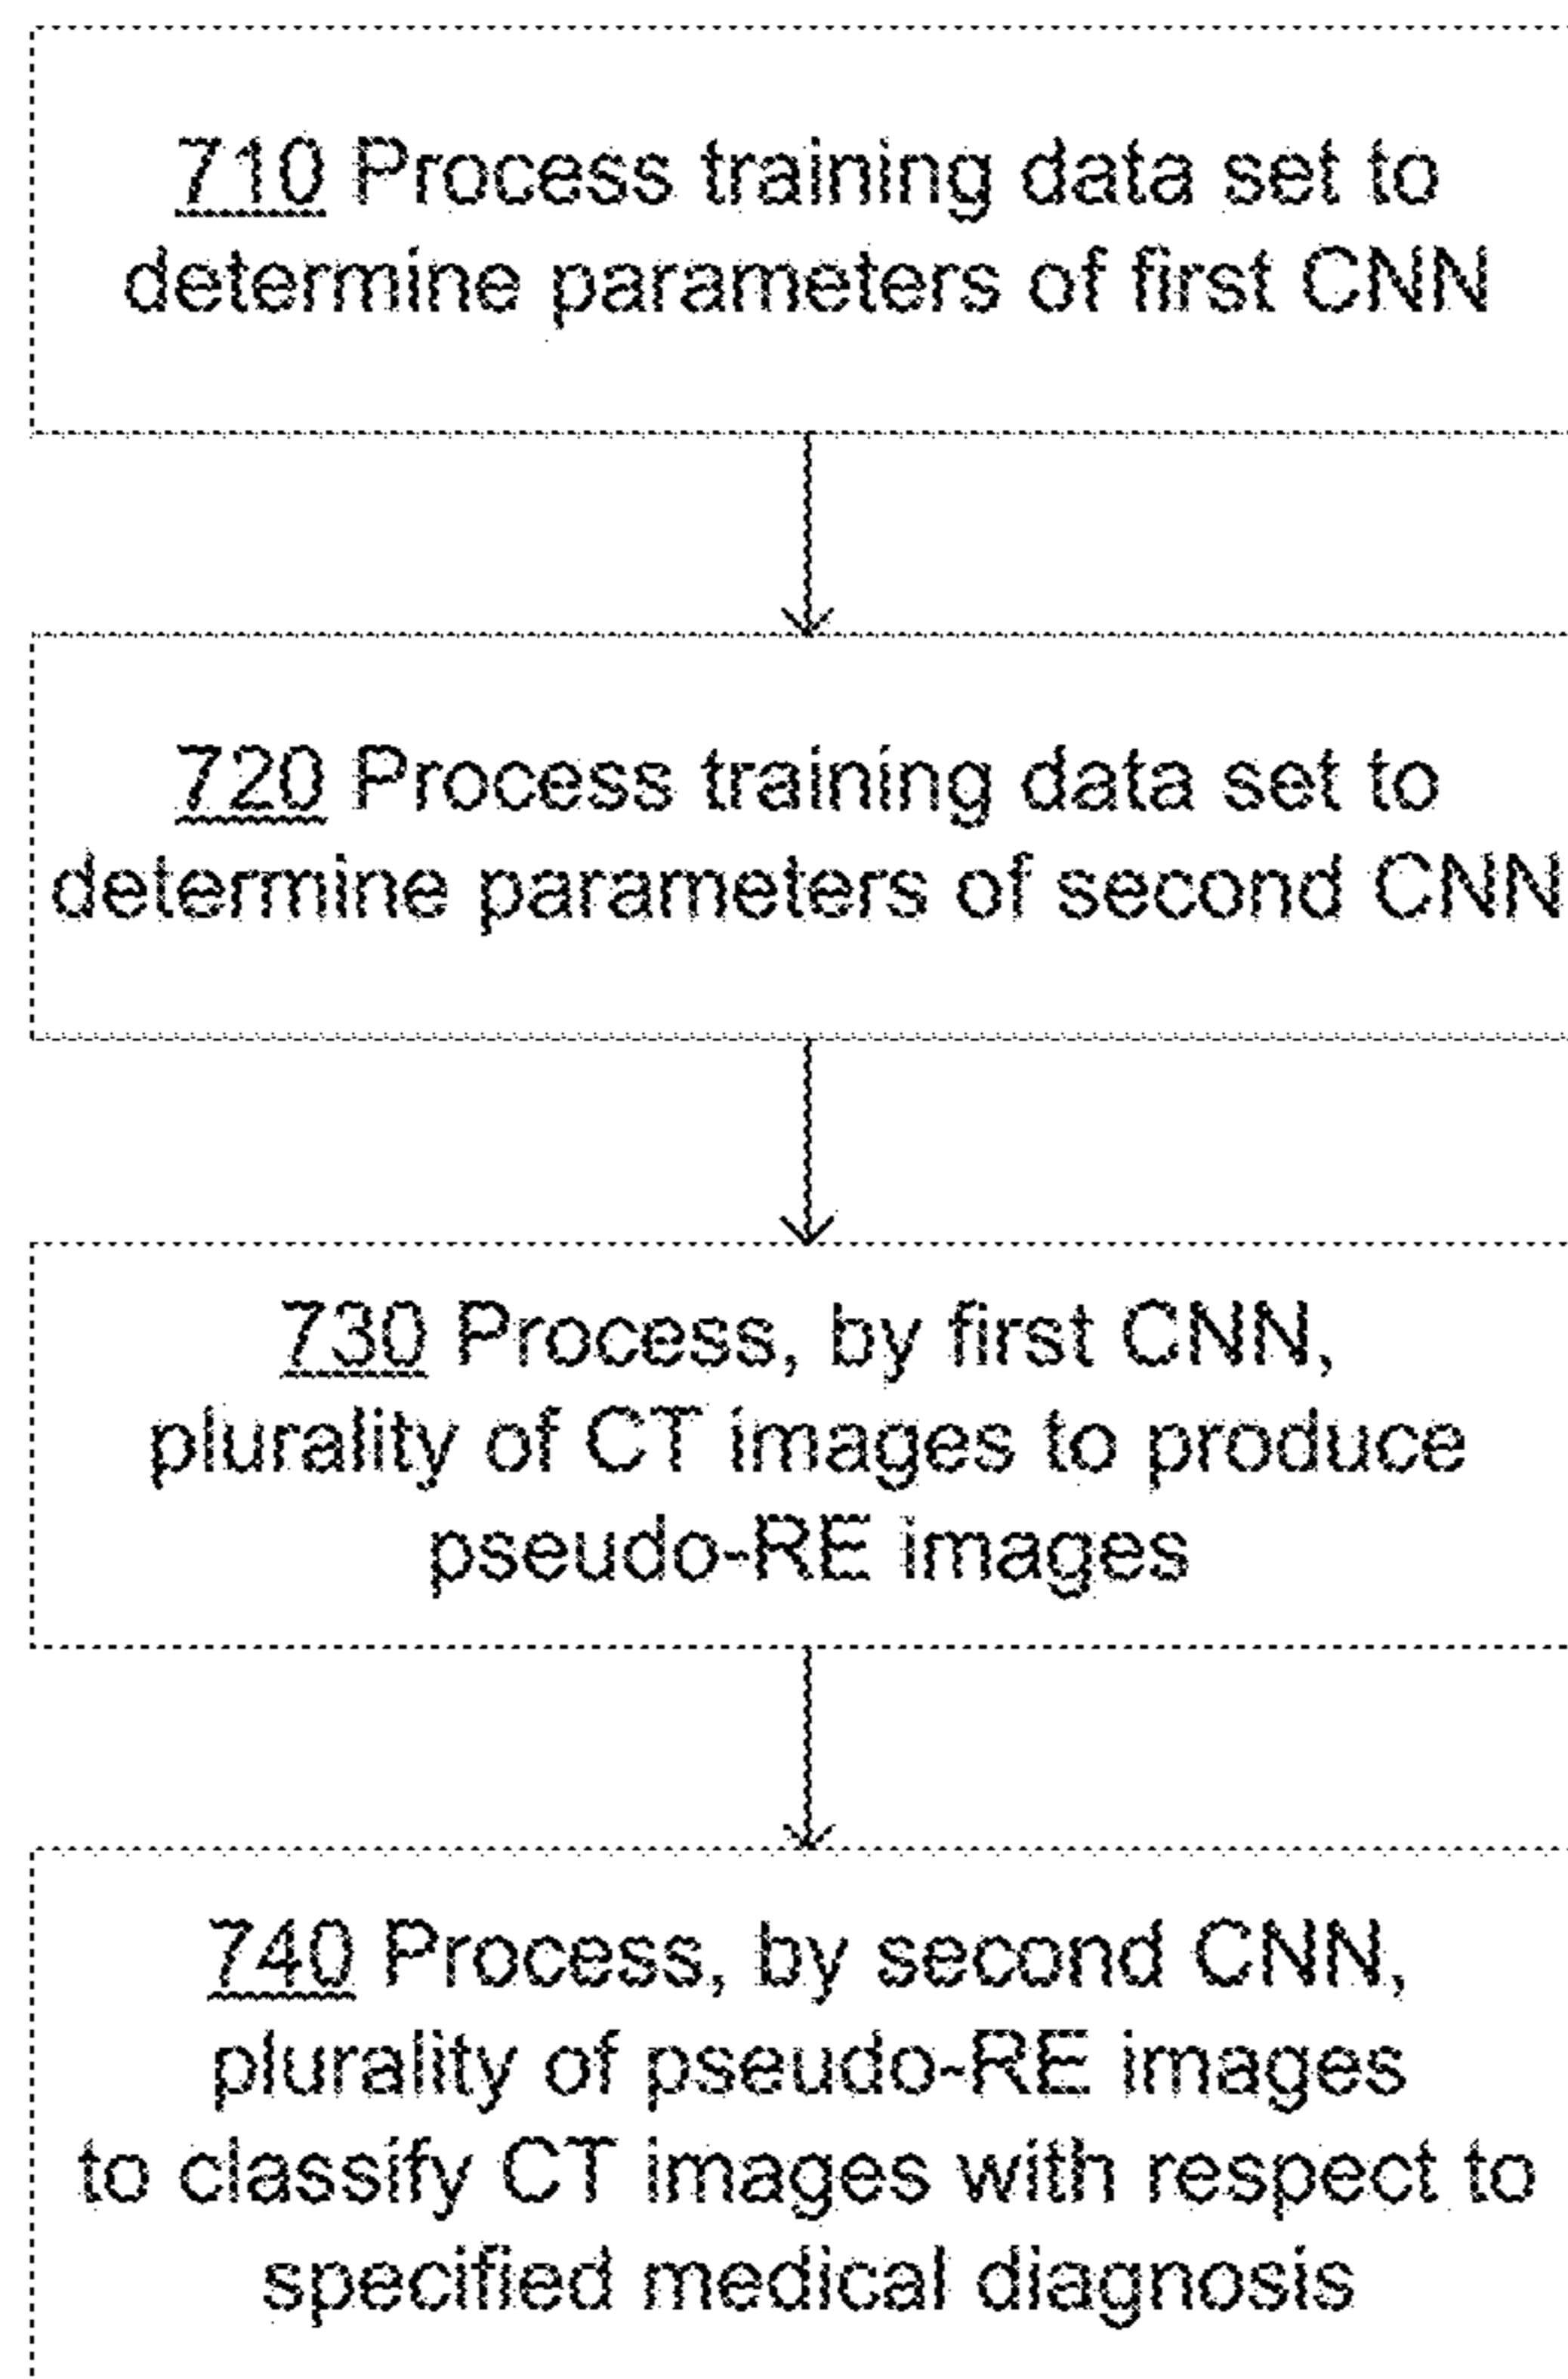 710 Process training data set to
determine parameters of first CNN
720 Process training data set to
determine parameters of second CNN
730 Process, by first CNN,
plurality of CT images to produce
pseudo-RE images
740 Process, by second CNN,
plurality of pseudo-RE images
to classify CT images with respect to
specified medical diagnosis